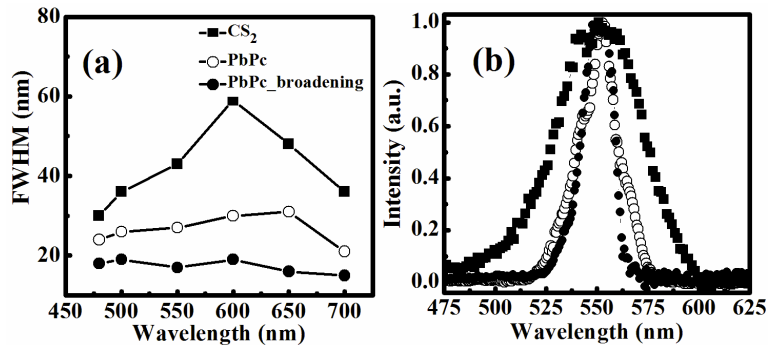 80
60
40
20
FWHM (nm)
(a)
CS2
PbPc
PbPc_broadening
450 500 550 600 650 700
Wavelength (nm)
1.0
0.8
0.6
0.4
0.2
0.0
Intensity (a.u.)
(b)
475 500 525 550 575 600 625
Wavelength (nm)